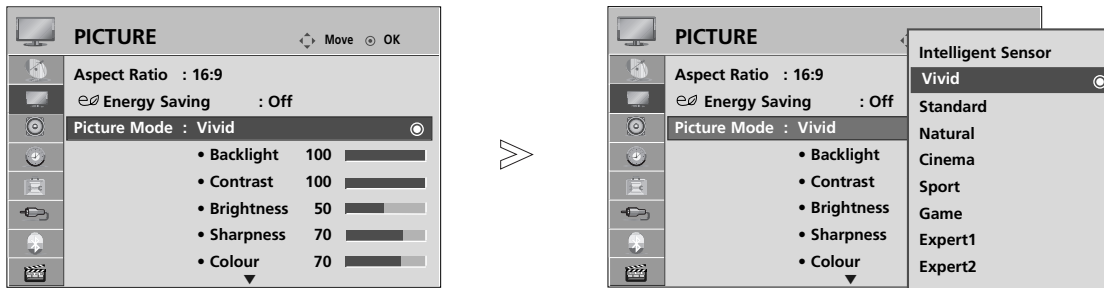 PICTURE
Move OK
Aspect Ratio : 16:9
Energy Saving : Off
Picture Mode : Vivid
• Backlight 100
• Contrast 100
• Brightness 50
• Sharpness 70
• Colour 70
PICTURE
Aspect Ratio : 16:9
Energy Saving : Off
Picture Mode : Vivid
• Backlight
• Contrast
• Brightness
• Sharpness
• Colour
Intelligent Sensor
Vivid
Standard
Natural
Cinema
Sport
Game
Expert1
Expert2